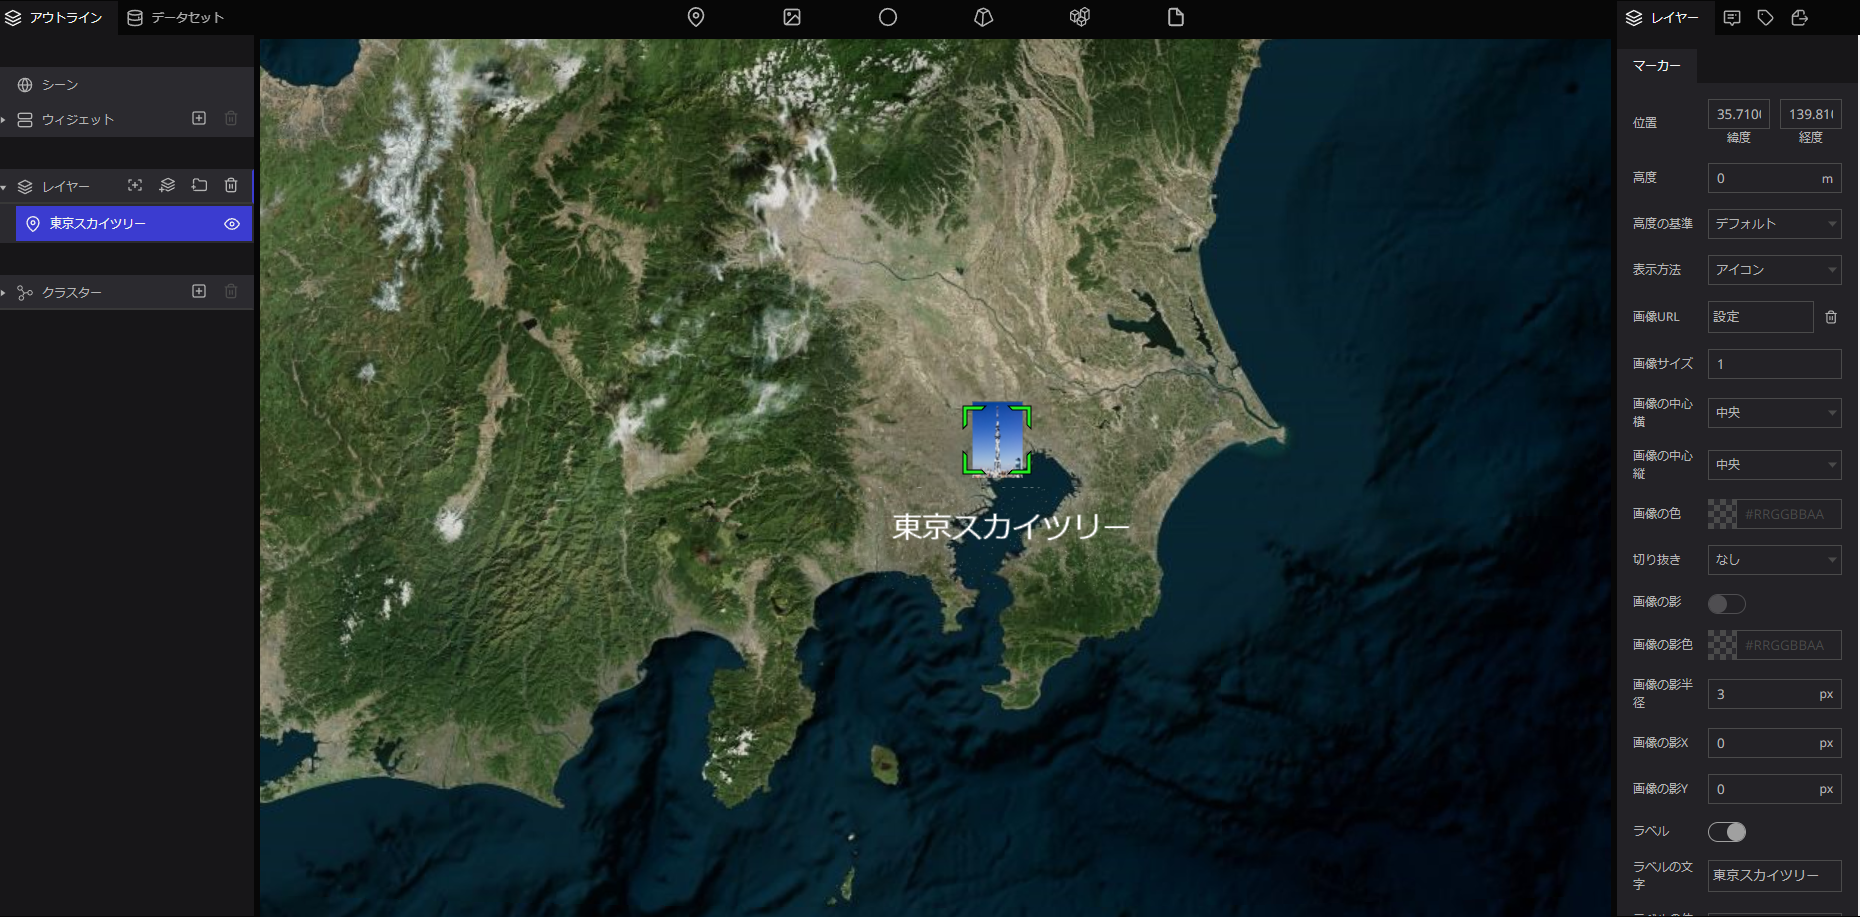 アウトライン
データセット
シーン
ウィジェット
レイヤー
東京スカイツリー
クラスター
東京スカイツリー
レイヤー
マーカー
位置
35.710
139.81
緯度
経度
高度
0 m
高度の基準
デフォルト
表示方法
アイコン
画像URL
設定
画像サイズ
1
画像の中心
横
中央
画像の中心
縦
中央
画像の色
#RRGGBBAA
切り抜き
なし
画像の影
画像の影色
#RRGGBBAA
画像の影半
径
3 px
画像の影X
0 px
画像の影Y
0 px
ラベル
ラベルの文
字
東京スカイツリー